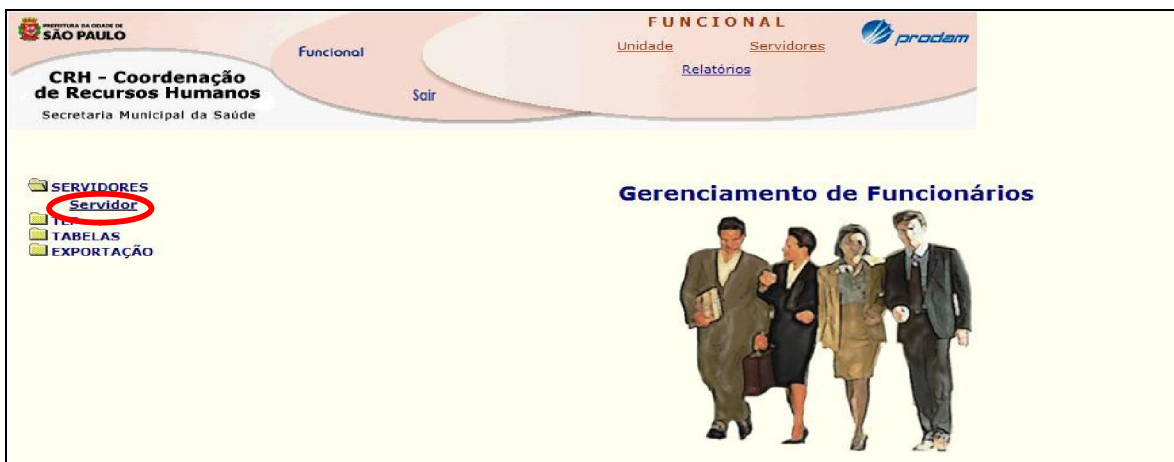 PREFEITURA DA CIDADE DE
SÃO PAULO
CRH - Coordenação
de Recursos Humanos
Secretaria Municipal da Saúde
Funcional
Sair
FUNCIONAL
Unidade Servidores
Relatórios
prodam
SERVIDORES
Servidor
TABELAS
EXPORTAÇÃO
Gerenciamento de Funcionários